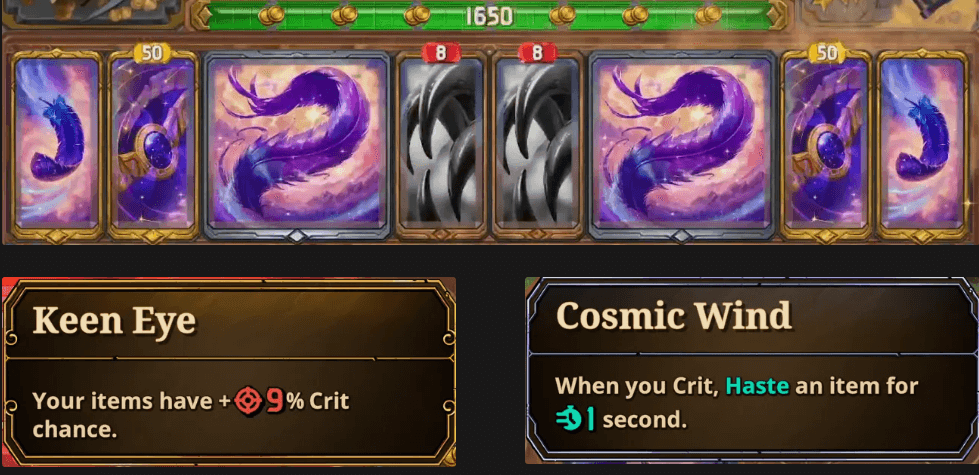 1650
50
8
8
50
Keen Eye
Your items have + 9% Crit
chance.
Cosmic Wind
When you Crit, Haste an item for
1 second.